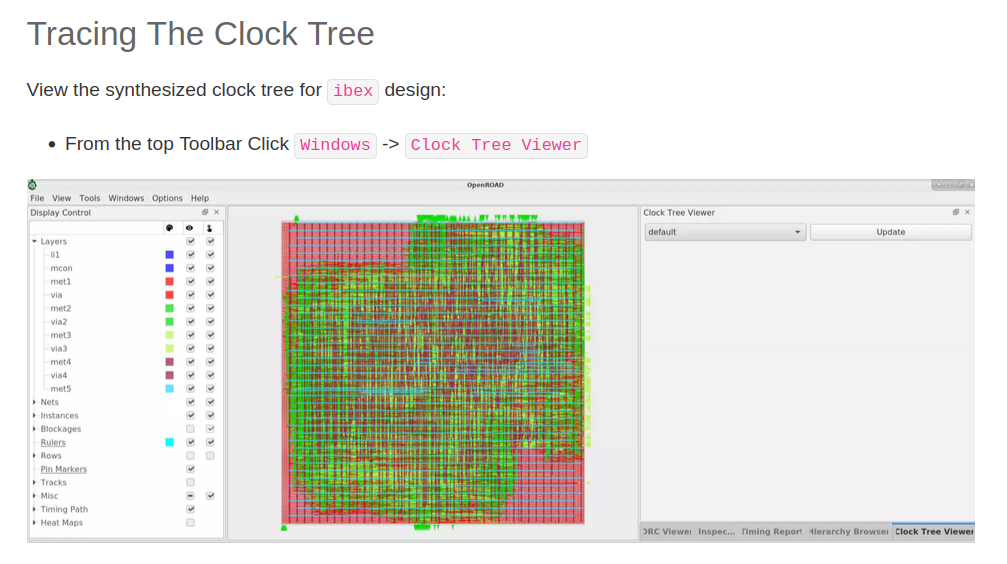 Tracing The Clock Tree
View the synthesized clock tree for ibex design:
• From the top Toolbar Click Windows -> Clock Tree Viewer
OpenROAD
File View Tools Windows Options Help
Display Control
Layers
li1
mcon
met1
via
met2
via2
met3
via3
met4
via4
met5
Nets
Instances
Blockages
Rulers
Rows
Pin Markers
Tracks
Misc
Timing Path
Heat Maps
Clock Tree Viewer
default Update
DRC Viewer Inspec... Timing Report Hierarchy Browser Clock Tree Viewer